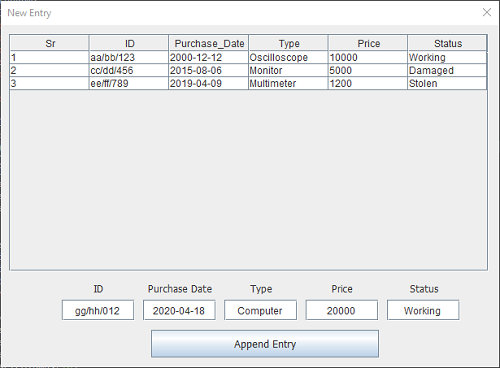 New Entry
Sr ID Purchase_Date Type Price Status
1 aa/bb/123 2000-12-12 Oscilloscope 10000 Working
2 cc/dd/456 2015-08-06 Monitor 5000 Damaged
3 ee/ff/789 2019-04-09 Multimeter 1200 Stolen
ID Purchase Date Type Price Status
gg/hh/012 2020-04-18 Computer 20000 Working
Append Entry